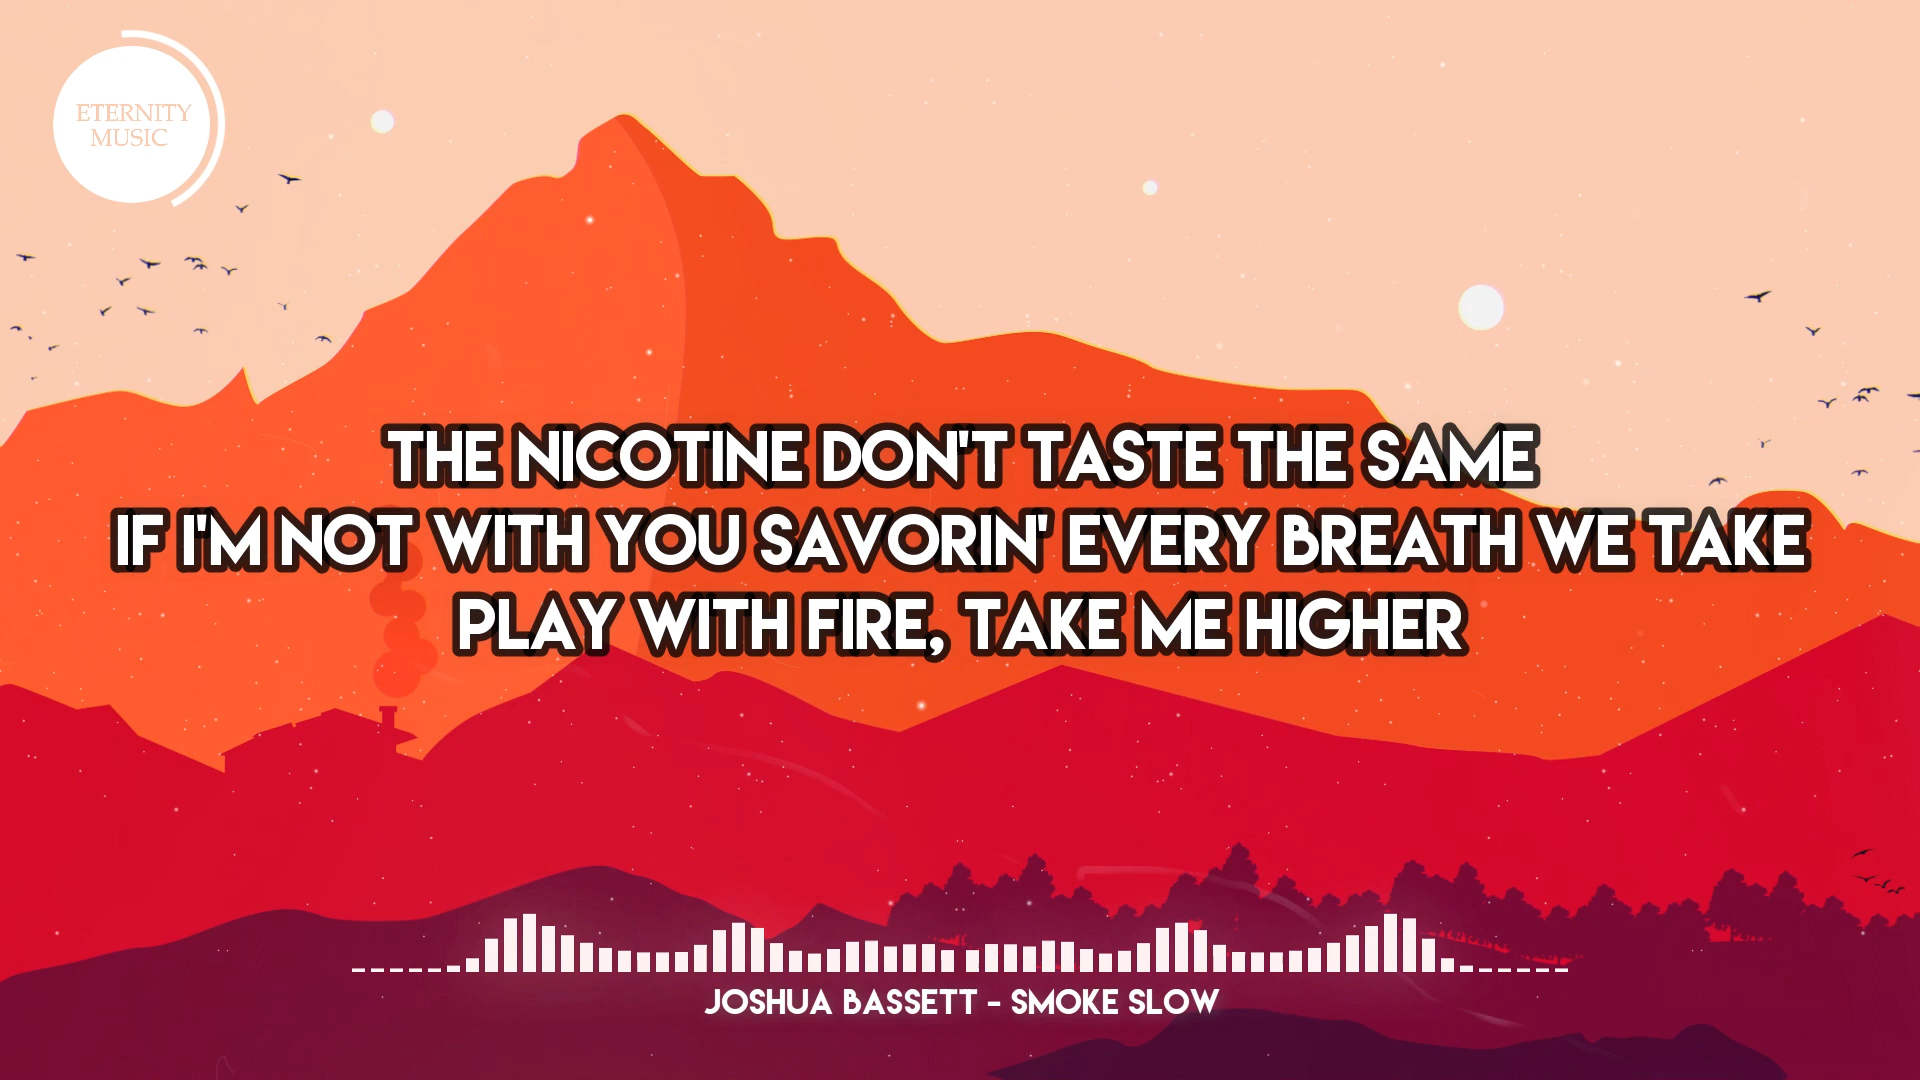 ETERNITY
MUSIC
THE NICOTINE DON'T TASTE THE SAME
IF I'M NOT WITH YOU SAVORIN' EVERY BREATH WE TAKE
PLAY WITH FIRE, TAKE ME HIGHER
JOSHUA BASSETT - SMOKE SLOW